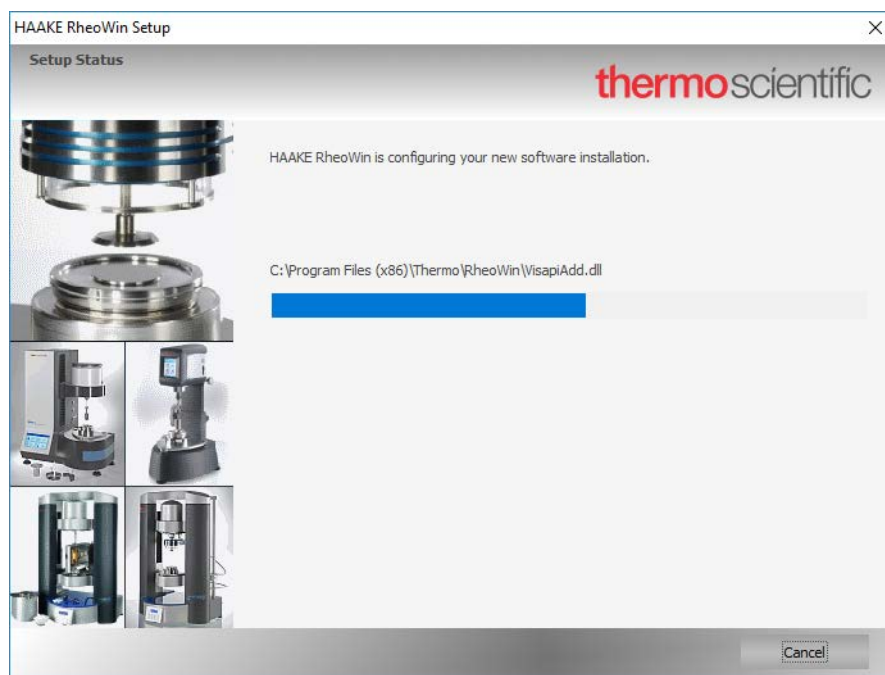 HAAKE RheoWin Setup
Setup Status
thermoscientific
HAAKE RheoWin is configuring your new software installation.
C:\Program Files (x86)\Thermo\RheoWin\VisapiAdd.dll
Cancel